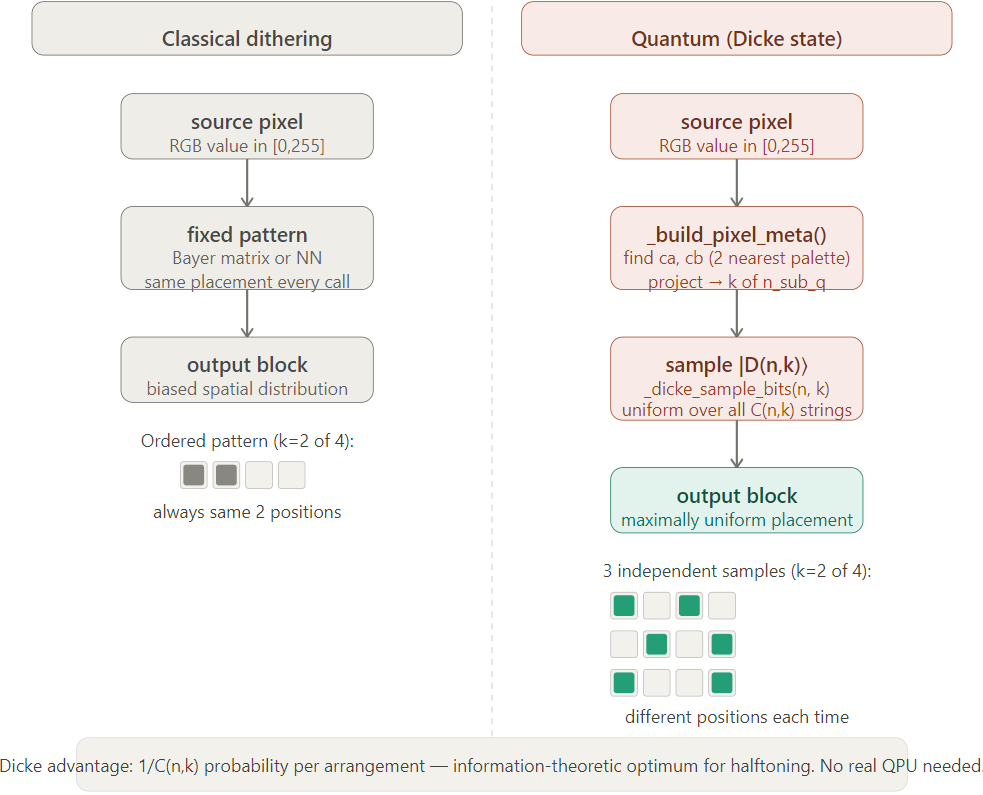 Classical dithering
source pixel
RGB value in [0,255]
fixed pattern
Bayer matrix or NN
same placement every call
output block
biased spatial distribution
Ordered pattern (k=2 of 4):
always same 2 positions
Quantum (Dicke state)
source pixel
RGB value in [0,255]
_build_pixel_meta()
find ca, cb (2 nearest palette)
project → k of n_sub_q
sample |D(n,k)⟩
_dicke_sample_bits(n, k)
uniform over all C(n,k) strings
output block
maximally uniform placement
3 independent samples (k=2 of 4):
different positions each time
Dicke advantage: 1/C(n,k) probability per arrangement — information-theoretic optimum for halftoning. No real QPU needed.